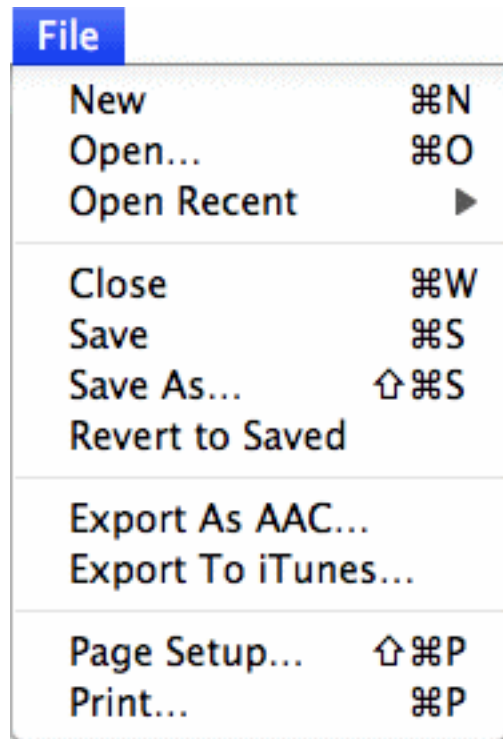 File
New ⌘N
Open... ⌘O
Open Recent ▶
Close ⌘W
Save ⌘S
Save As... ⇧⌘S
Revert to Saved
Export As AAC...
Export To iTunes...
Page Setup... ⇧⌘P
Print... ⌘P